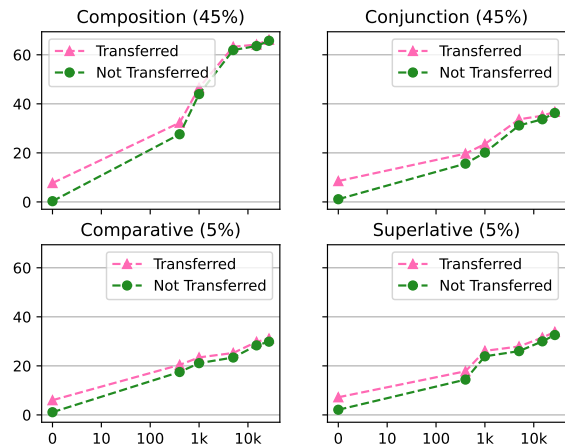 Composition (45%)
Conjunction (45%)
60
40
20
0
Transferred
Not Transferred
Transferred
Not Transferred
Comparative (5%)
Superlative (5%)
60
40
20
0
Transferred
Not Transferred
Transferred
Not Transferred
0 10 100 1k 10k
0 10 100 1k 10k